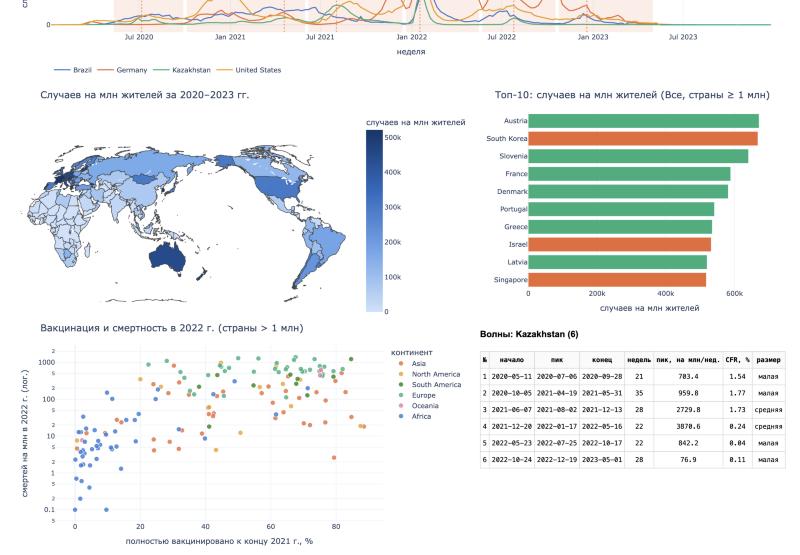 0
Jul 2020
Jan 2021
Jul 2021
Jan 2022
Jul 2022
Jan 2023
Jul 2023
неделя
Brazil Germany Kazakhstan United States
Случаев на млн жителей за 2020–2023 гг.
случаев на млн жителей
500k
400k
300k
200k
100k
0
Топ-10: случаев на млн жителей (Все, страны ≥ 1 млн)
Austria
South Korea
Slovenia
France
Denmark
Portugal
Greece
Israel
Latvia
Singapore
0 200k 400k 600k
случаев на млн жителей
Вакцинация и смертность в 2022 г. (страны > 1 млн)
смертей на млн в 2022 г. (лог.)
2
1000
5
2
100
5
2
10
5
2
1
5
2
0.1
5
0 20 40 60 80
полностью вакцинировано к концу 2021 г., %
континент
Asia
North America
South America
Europe
Oceania
Africa
Волны: Kazakhstan (6)
№ начало пик конец недель пик, на млн/нед. CFR, % размер
1 2020-05-11 2020-07-06 2020-09-28 21 703.4 1.54 малая
2 2020-10-05 2021-04-19 2021-05-31 35 959.8 1.77 малая
3 2021-06-07 2021-08-02 2021-12-13 28 2729.8 1.73 средняя
4 2021-12-20 2022-01-17 2022-05-16 22 3870.6 0.24 средняя
5 2022-05-23 2022-07-25 2022-10-17 22 842.2 0.04 малая
6 2022-10-24 2022-12-19 2023-05-01 28 76.9 0.11 малая